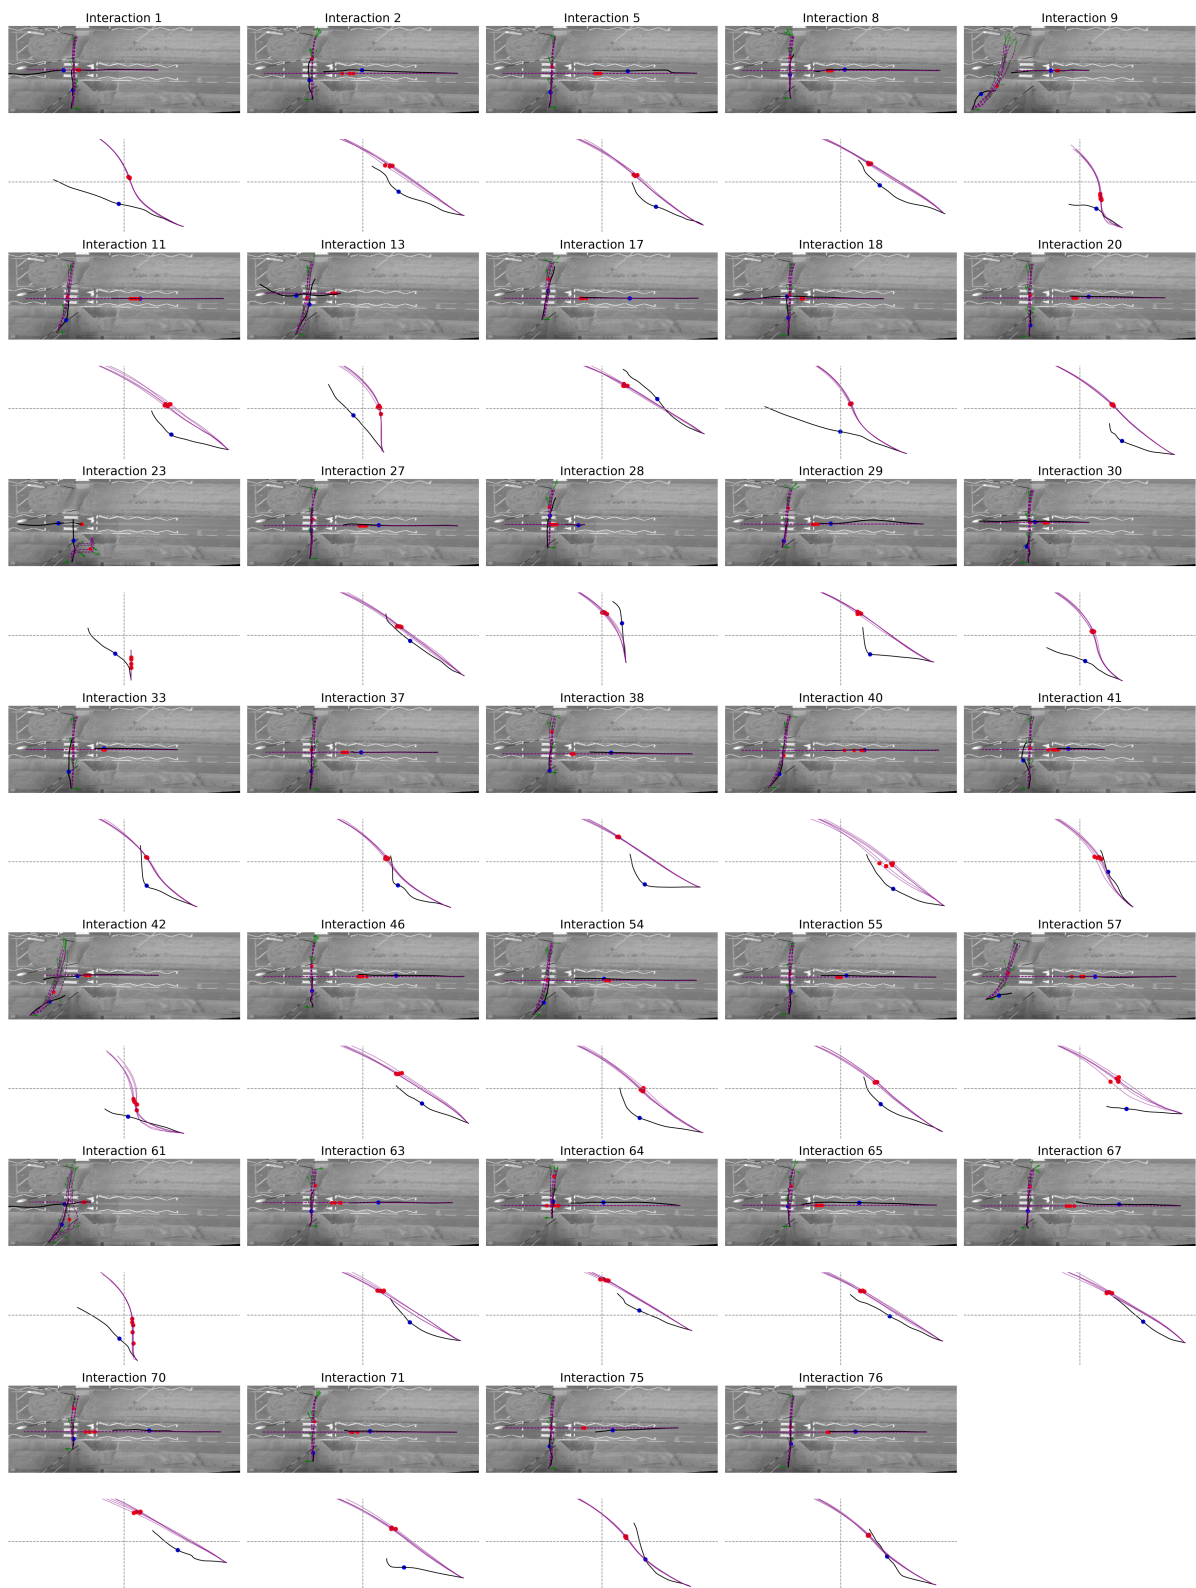 Interaction 1
Interaction 2
Interaction 5
Interaction 8
Interaction 9
Interaction 11
Interaction 13
Interaction 17
Interaction 18
Interaction 20
Interaction 23
Interaction 27
Interaction 28
Interaction 29
Interaction 30
Interaction 33
Interaction 37
Interaction 38
Interaction 40
Interaction 41
Interaction 42
Interaction 46
Interaction 54
Interaction 55
Interaction 57
Interaction 61
Interaction 63
Interaction 64
Interaction 65
Interaction 67
Interaction 70
Interaction 71
Interaction 75
Interaction 76